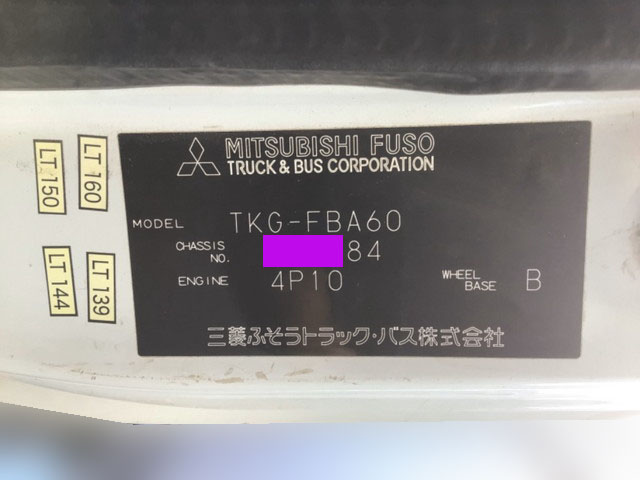 LT 150
LT 160
LT 144
LT 139
MITSUBISHI FUSO
TRUCK & BUS CORPORATION
MODEL TKG-FBA60
CHASSIS NO. 84
ENGINE 4P10 WHEEL BASE B
三菱ふそうトラック・バス株式会社